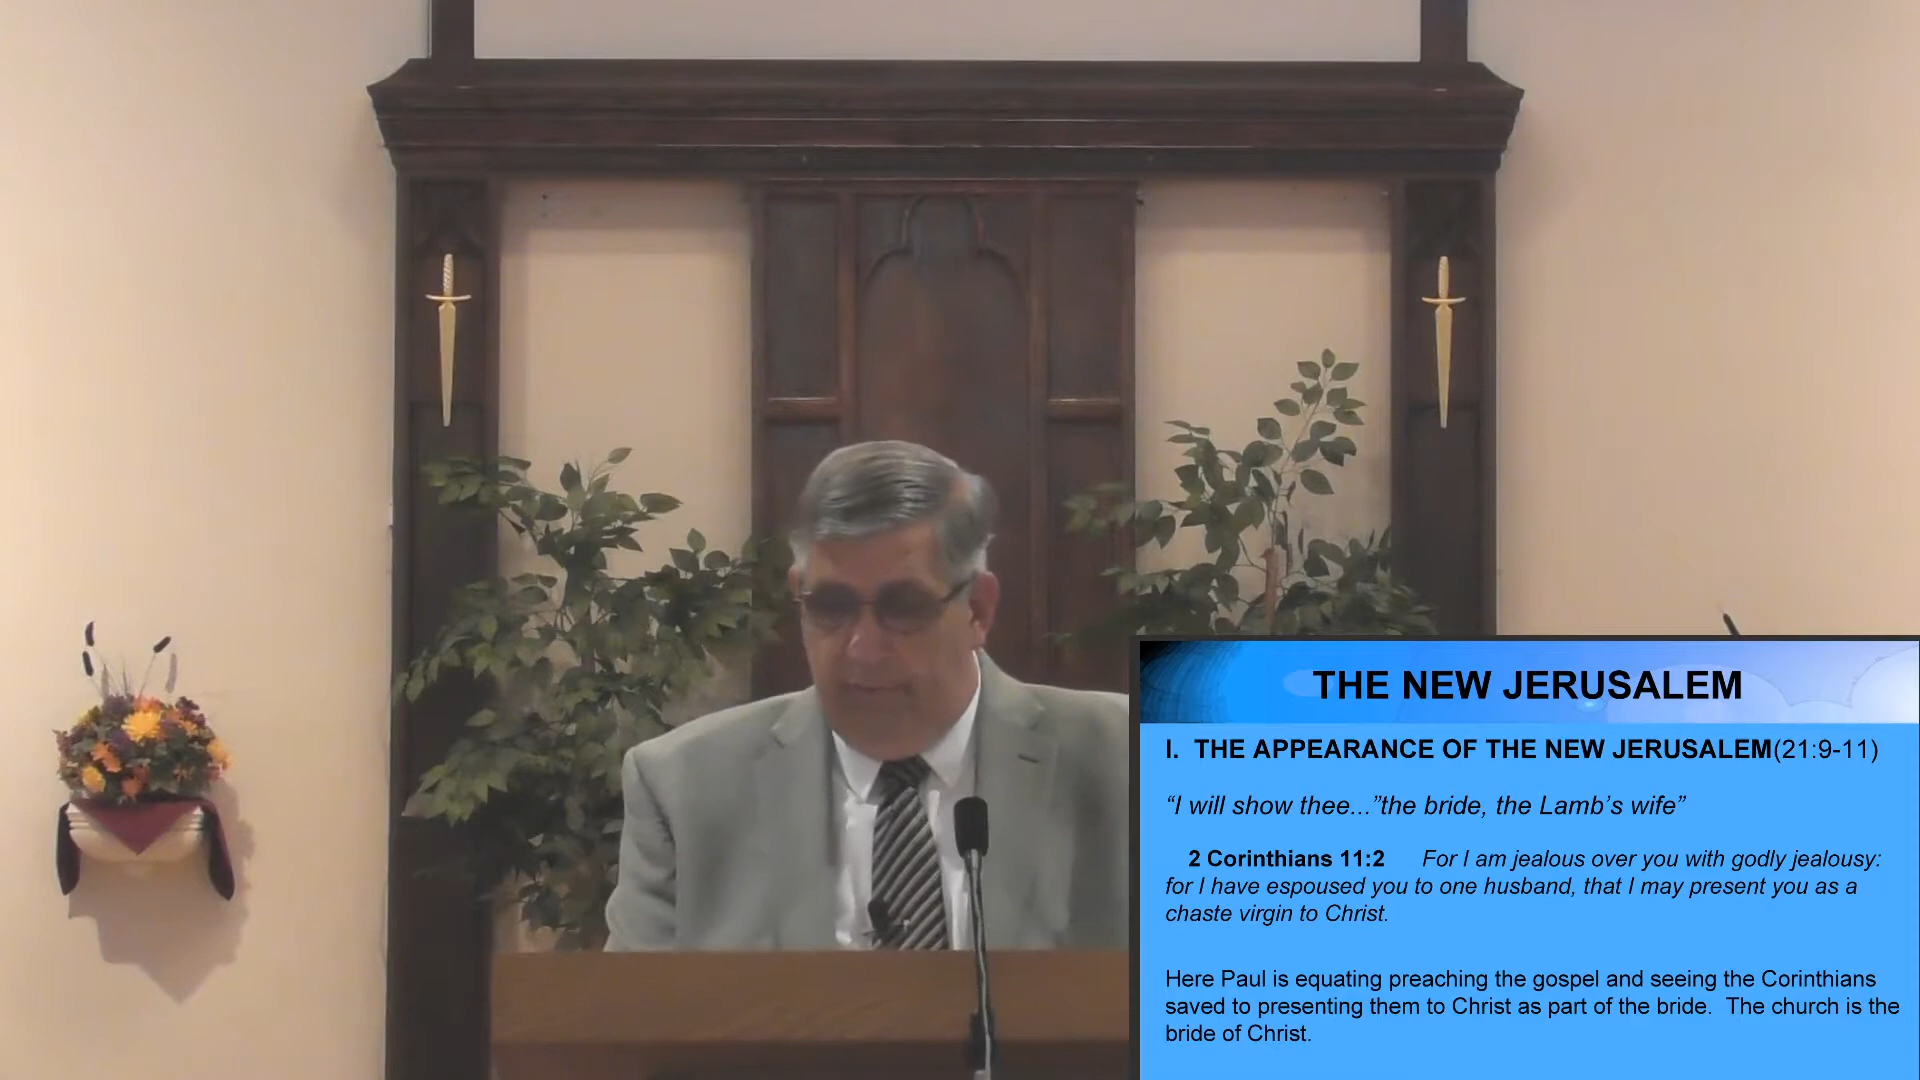 THE NEW JERUSALEM
I.  THE APPEARANCE OF THE NEW JERUSALEM(21:9-11)
“I will show thee...”the bride, the Lamb’s wife”
2 Corinthians 11:2 For I am jealous over you with godly jealousy:
for I have espoused you to one husband, that I may present you as a
chaste virgin to Christ.
Here Paul is equating preaching the gospel and seeing the Corinthians
saved to presenting them to Christ as part of the bride.  The church is the
bride of Christ.